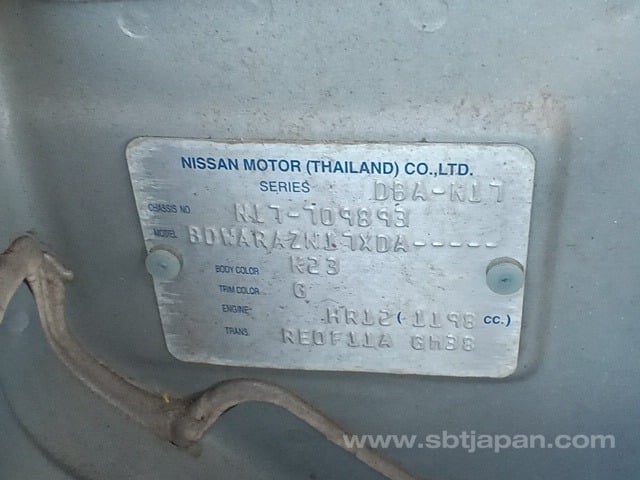 NISSAN MOTOR (THAILAND) CO.,LTD.
SERIES DBA-N17
CHASSIS NO N17-709893
MODEL BDWARAZN17XDA-----
BODY COLOR K23
TRIM COLOR G
ENGINE HR12 (1198 CC.)
TRANS. RE0F11A GH38
www.sbtjapan.com